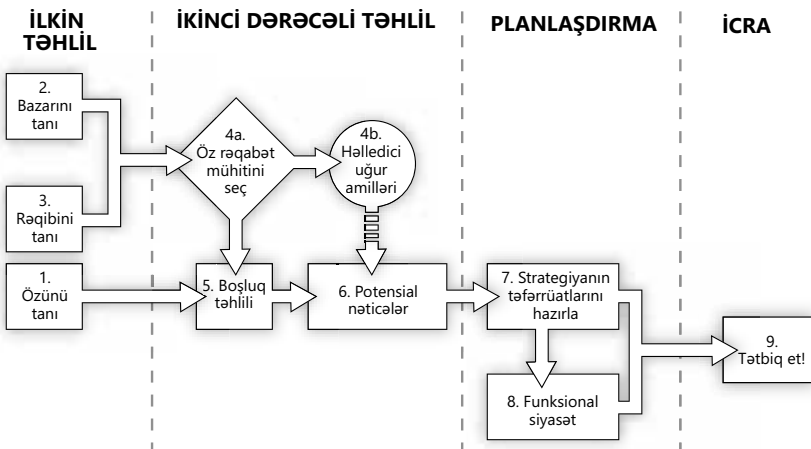 İLKİN
TƏHLİL
İKİNCİ DƏRƏCƏLİ TƏHLİL
PLANLAŞDIRMA
İCRA
2.
Bazarını
tanı
3.
Rəqibini
tanı
1.
Özünü
tanı
4a.
Öz rəqabət
mühitini
seç
4b.
Həlledici
uğur
amilləri
5. Boşluq
təhlili
6. Potensial
nəticələr
7. Strategiyanın
təfərrüatlarını
hazırla
8. Funksional
siyasət
9.
Tətbiq et!